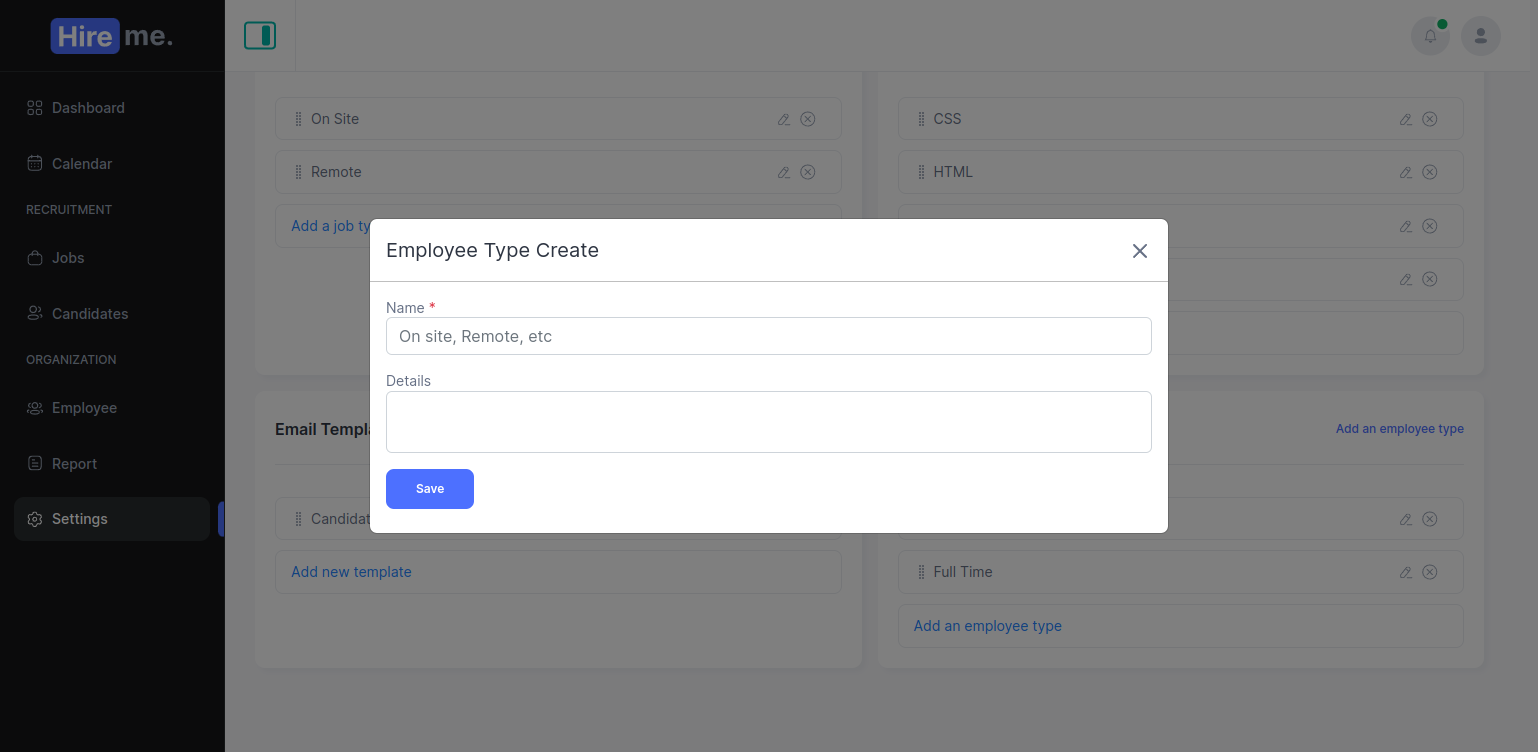 Hire me.
Dashboard
Calendar
RECRUITMENT
Jobs
Candidates
ORGANIZATION
Employee
Report
Settings
On Site
Remote
Add a job ty
CSS
HTML
Employee Type Create
Name *
On site, Remote, etc
Details
Save
Email Templa
Candidat
Add new template
Add an employee type
Full Time
Add an employee type